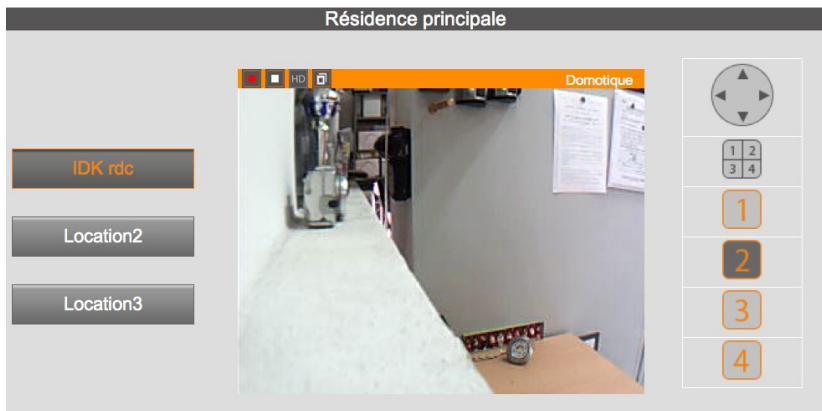 Résidence principale
HD
Domotique
IDK rdc
Location2
Location3
1 2
3 4
1
2
3
4